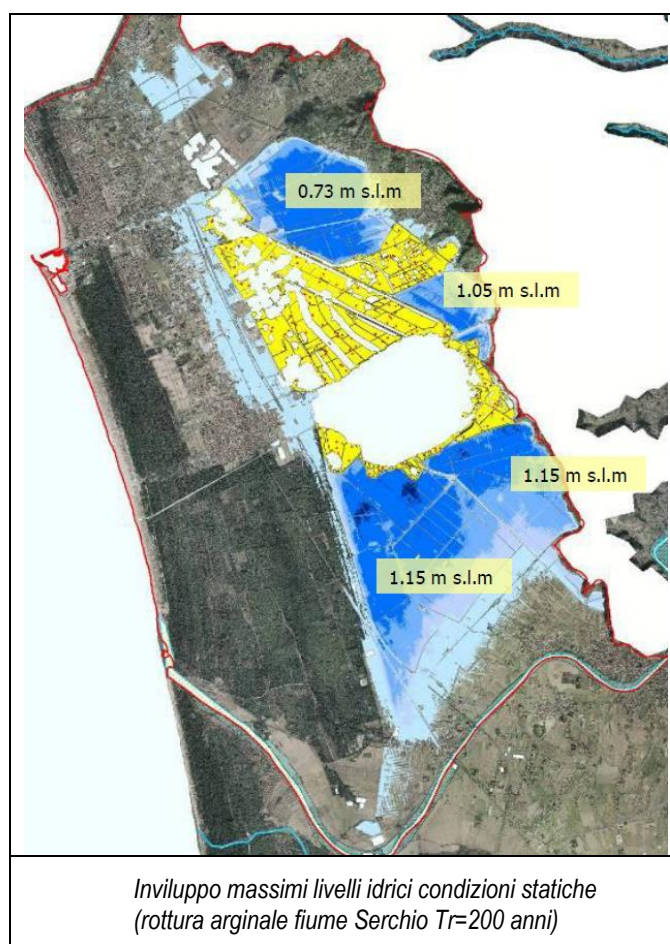 0.73 m s.l.m
1.05 m s.l.m
1.15 m s.l.m
1.15 m s.l.m
Inviluppo massimi livelli idrici condizioni statiche
(rottura arginale fiume Serchio Tr=200 anni)